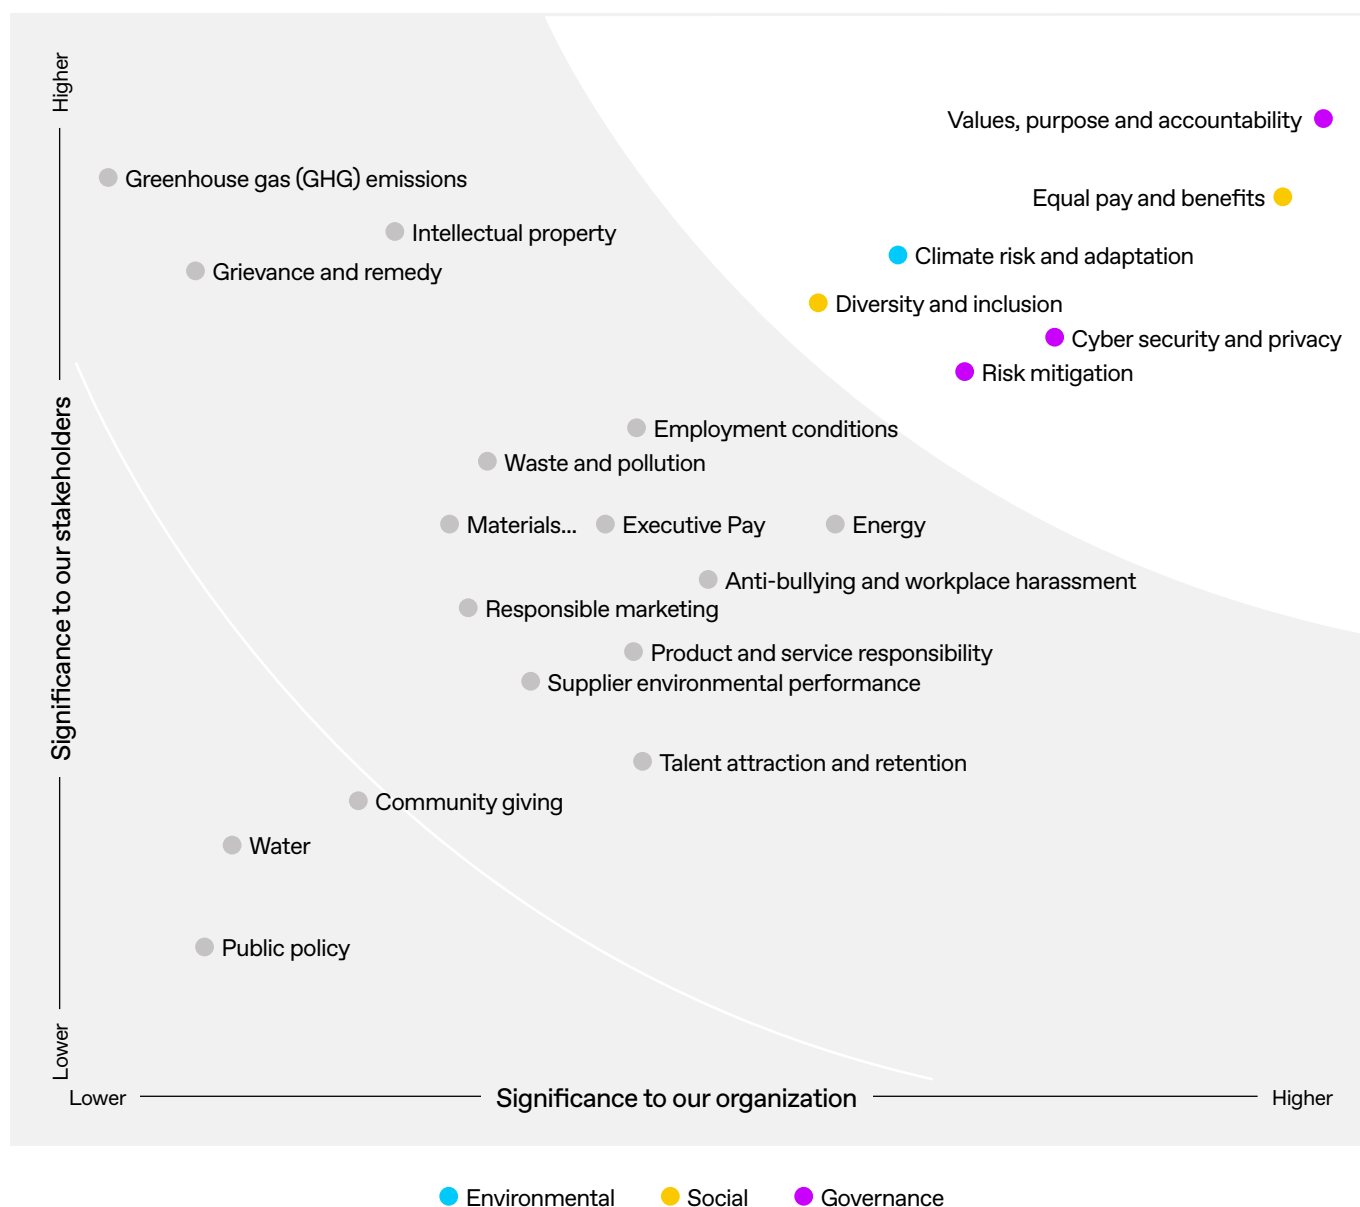 Higher
Values, purpose and accountability
Greenhouse gas (GHG) emissions
Equal pay and benefits
Intellectual property
Climate risk and adaptation
Grievance and remedy
Diversity and inclusion
Cyber security and privacy
Risk mitigation
Significance to our stakeholders
Employment conditions
Waste and pollution
Materials...
Executive Pay
Energy
Anti-bullying and workplace harassment
Responsible marketing
Product and service responsibility
Supplier environmental performance
Talent attraction and retention
Community giving
Water
Public policy
Lower
Lower
Significance to our organization
Higher
Environmental
Social
Governance